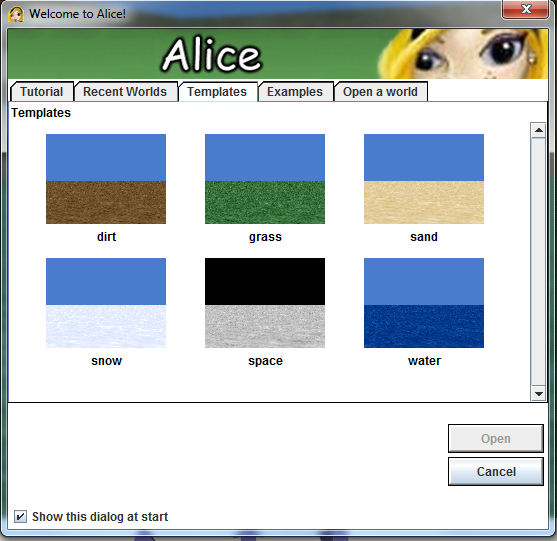 Welcome to Alice!
Alice
Tutorial Recent Worlds Templates Examples Open a world
Templates
dirt grass sand
snow space water
Open
Cancel
Show this dialog at start